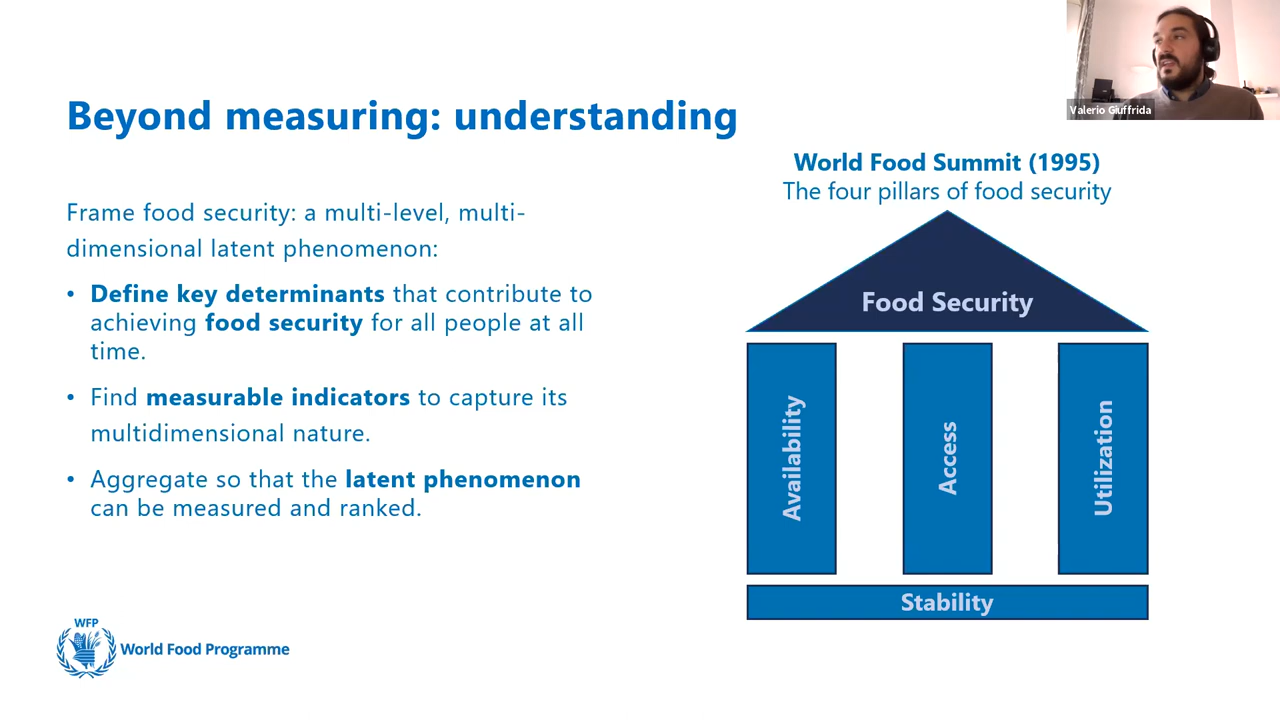 Valerio Giuffrida
Beyond measuring: understanding
Frame food security: a multi-level, multi-
dimensional latent phenomenon:
• Define key determinants that contribute to
achieving food security for all people at all
time.
• Find measurable indicators to capture its
multidimensional nature.
• Aggregate so that the latent phenomenon
can be measured and ranked.
World Food Summit (1995)
The four pillars of food security
Food Security
Availability
Access
Utilization
Stability
WFP
World Food Programme